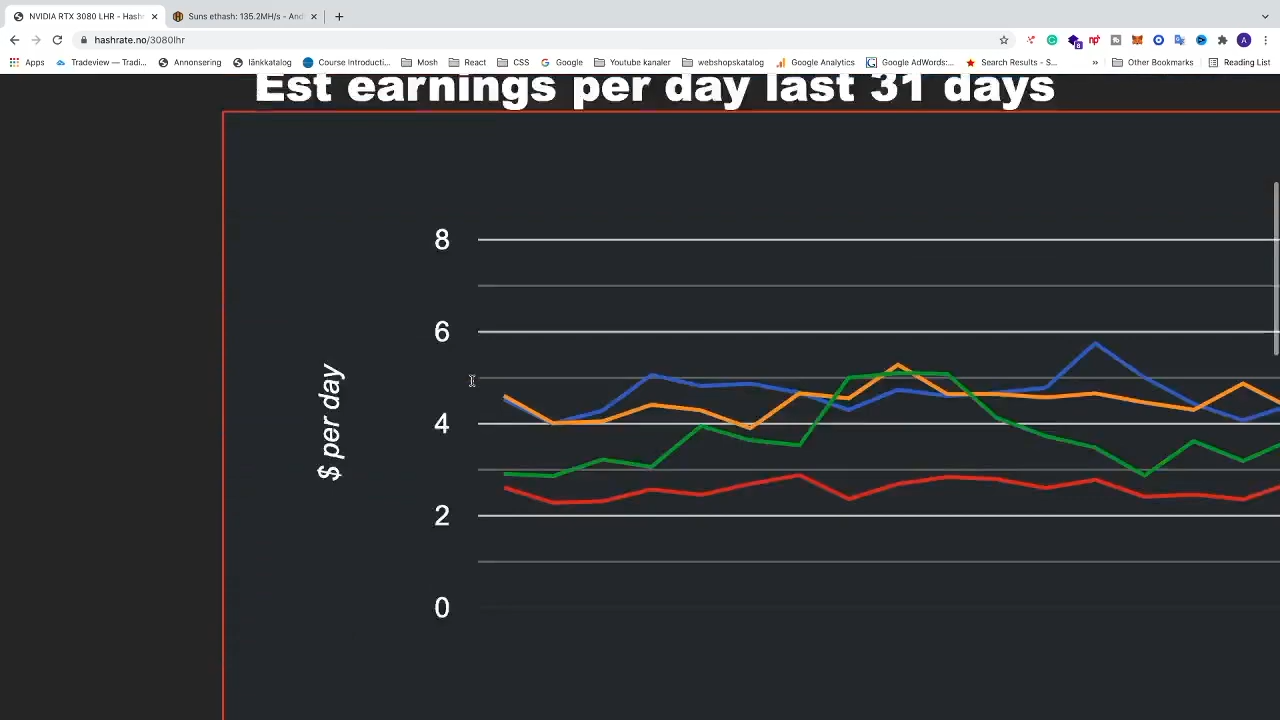 NVIDIA RTX 3080 LHR - Hash
Suns ethash: 135.2MH/s - And
hashrate.no/3080lhr
Apps
Tradeview — Tradi...
Annonsering
länkkatalog
Course Introducti...
Mosh
React
CSS
Google
Youtube kanaler
webshopskatalog
Google Analytics
Google AdWords:...
Search Results - S...
»
Other Bookmarks
Reading List
Est earnings per day last 31 days
$ per day
8
6
4
2
0